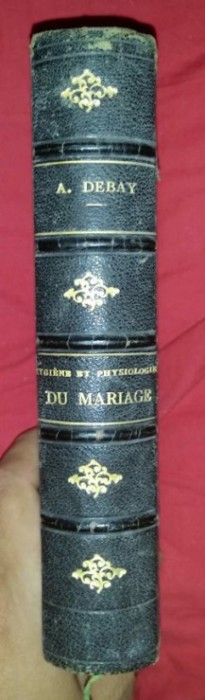 A. DEBAY
HYGIÈNE ET PHYSIOLOGIE
DU MARIAGE